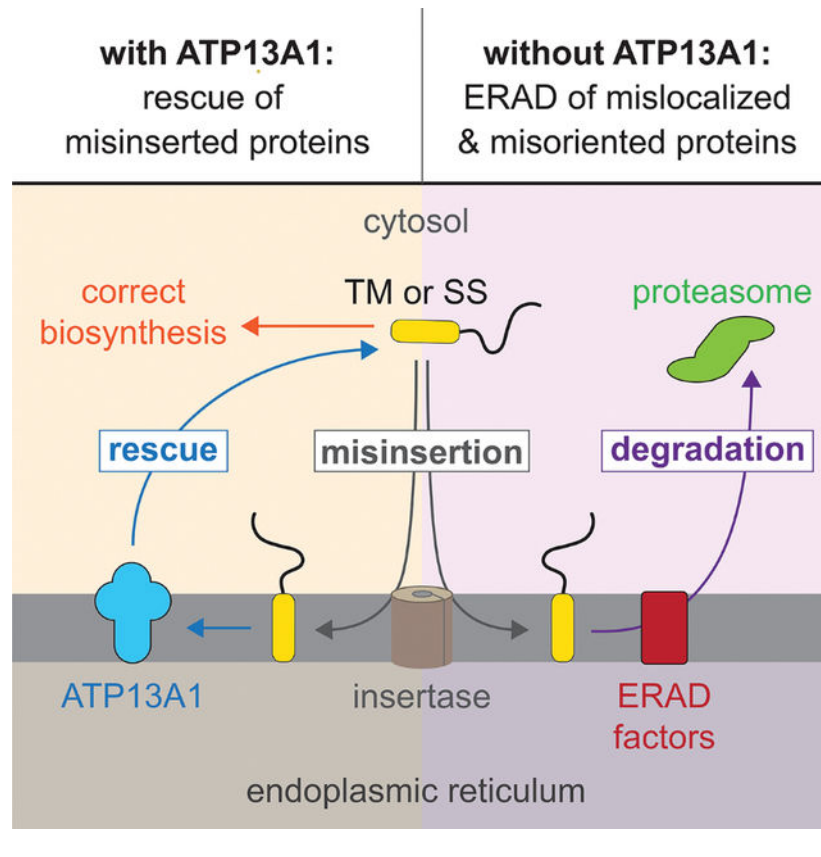 with ATP13A1:
rescue of
misinserted proteins
without ATP13A1:
ERAD of mislocalized
& misoriented proteins
cytosol
correct
biosynthesis
TM or SS
proteasome
rescue
misinsertion
degradation
ATP13A1
insertase
ERAD
factors
endoplasmic reticulum